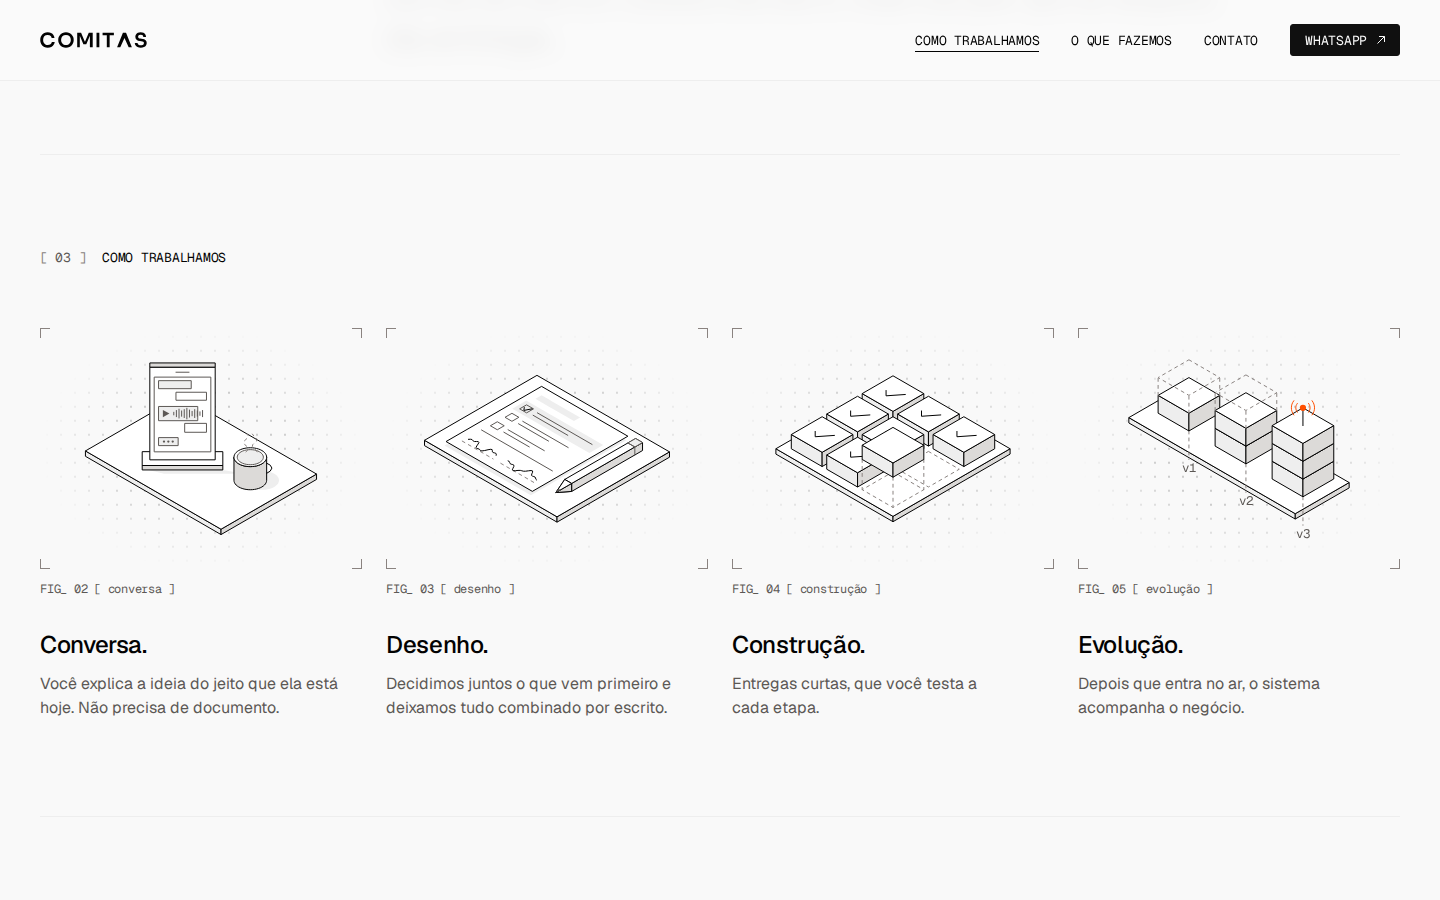 COMITAS
COMO TRABALHAMOS
O QUE FAZEMOS
CONTATO
WHATSAPP
[ 03 ] COMO TRABALHAMOS
v1
v2
v3
FIG_ 02 [ conversa ]
FIG_ 03 [ desenho ]
FIG_ 04 [ construção ]
FIG_ 05 [ evolução ]
Conversa.
Você explica a ideia do jeito que ela está
hoje. Não precisa de documento.
Desenho.
Decidimos juntos o que vem primeiro e
deixamos tudo combinado por escrito.
Construção.
Entregas curtas, que você testa a
cada etapa.
Evolução.
Depois que entra no ar, o sistema
acompanha o negócio.